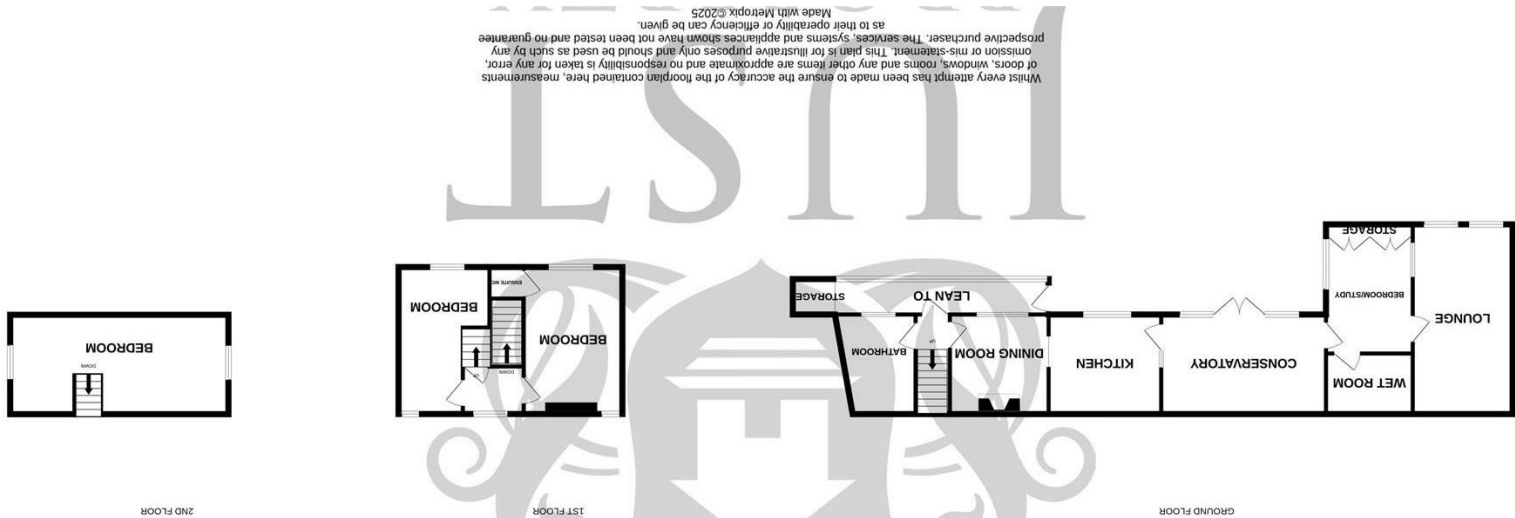 GROUND FLOOR
1ST FLOOR
2ND FLOOR
LOUNGE
WET ROOM
BEDROOM/STUDY
STORAGE
CONSERVATORY
KITCHEN
DINING ROOM
UP
BATHROOM
LEAN TO
STORAGE
BEDROOM
DOWN
ENSUITE WC
UP
BEDROOM
DOWN
BEDROOM
JUST
Whilst every attempt has been made to ensure the accuracy of the floorplan contained here, measurements
of doors, windows, rooms and any other items are approximate and no responsibility is taken for any error,
omission or mis-statement. This plan is for illustrative purposes only and should be used as such by any
prospective purchaser. The services, systems and appliances shown have not been tested and no guarantee
as to their operability or efficiency can be given.
Made with Metropix ©2025